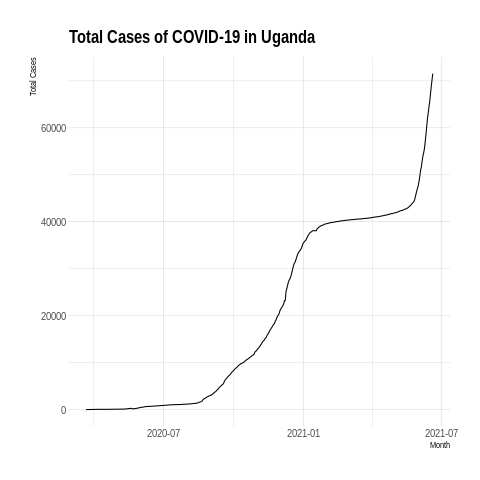 Total Cases of COVID-19 in Uganda
Total Cases
60000
40000
20000
0
2020-07
2021-01
2021-07
Month